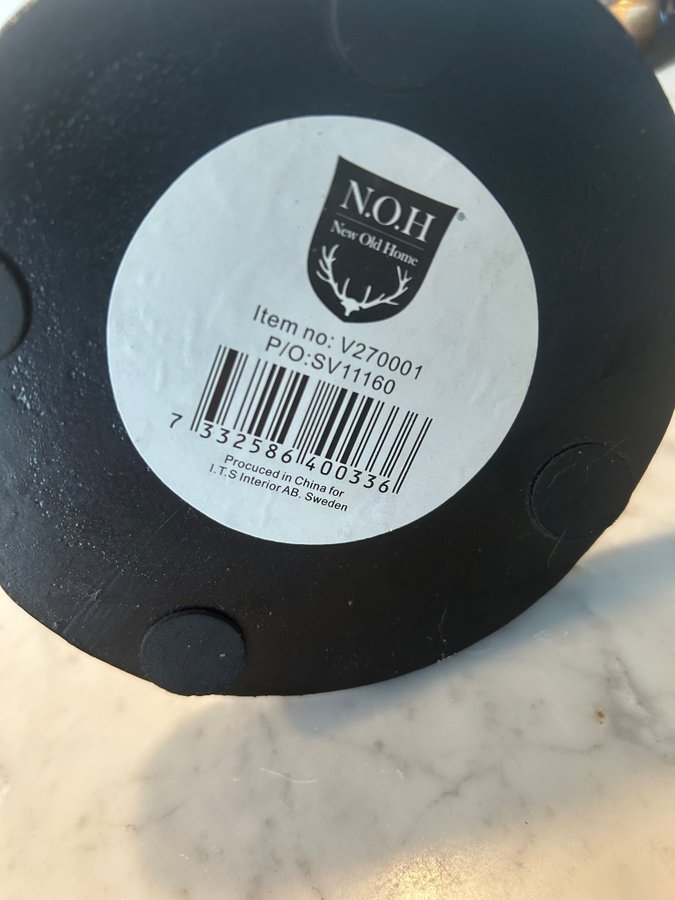 N.O.H ®
New Old Home
Item no: V270001
P/O:SV11160
7 332586 400336
Procuced in China for
I.T.S Interior AB. Sweden